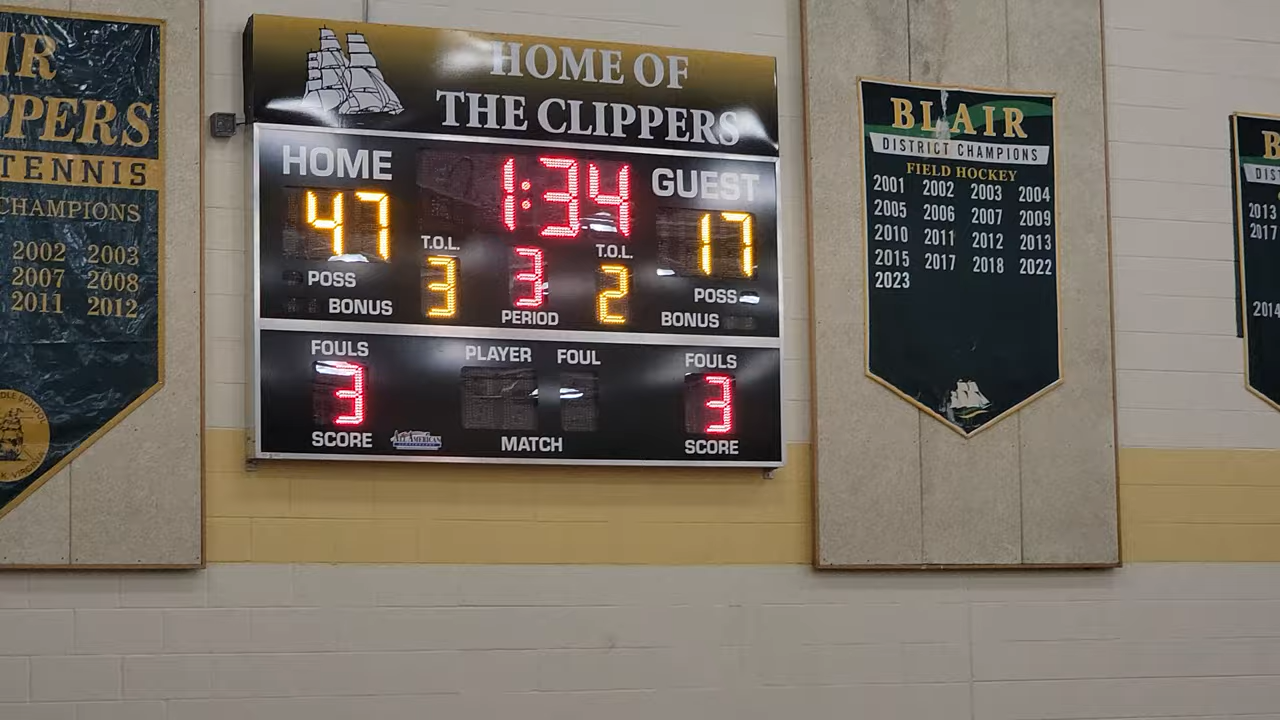 IR
PPERS
TENNIS
CHAMPIONS
2002 2003
2007 2008
2011 2012
HOME OF
THE CLIPPERS
HOME
1:34
GUEST
47
17
T.O.L.
T.O.L.
3
3
2
POSS
POSS
BONUS
PERIOD
BONUS
FOULS
PLAYER
FOUL
FOULS
3
3
SCORE
ALL AMERICAN
MATCH
SCORE
BLAIR
DISTRICT CHAMPIONS
FIELD HOCKEY
2001 2002 2003 2004
2005 2006 2007 2009
2010 2011 2012 2013
2015 2017 2018 2022
2023
B
DIST
2013
2017
2014